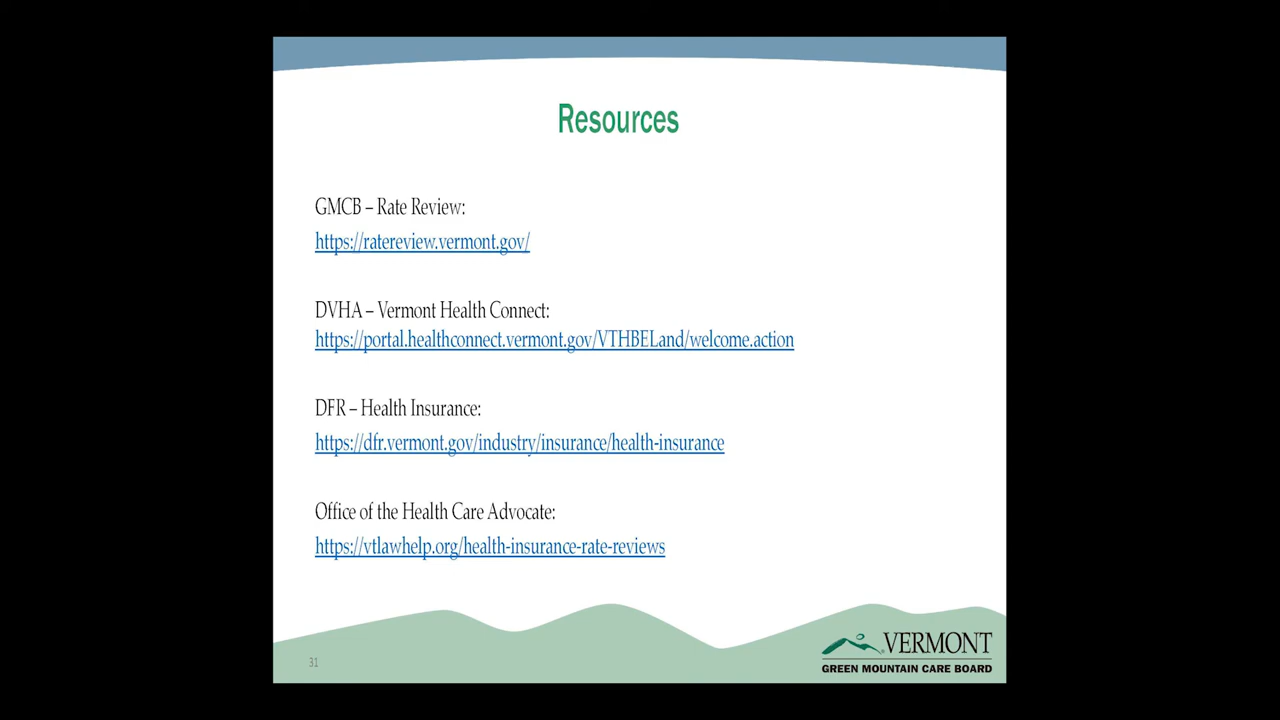 Resources
GMCB – Rate Review:
https://ratereview.vermont.gov/
DVHA – Vermont Health Connect:
https://portal.healthconnect.vermont.gov/VTHBELand/welcome.action
DFR – Health Insurance:
https://dfr.vermont.gov/industry/insurance/health-insurance
Office of the Health Care Advocate:
https://vtlawhelp.org/health-insurance-rate-reviews
31
VERMONT
GREEN MOUNTAIN CARE BOARD